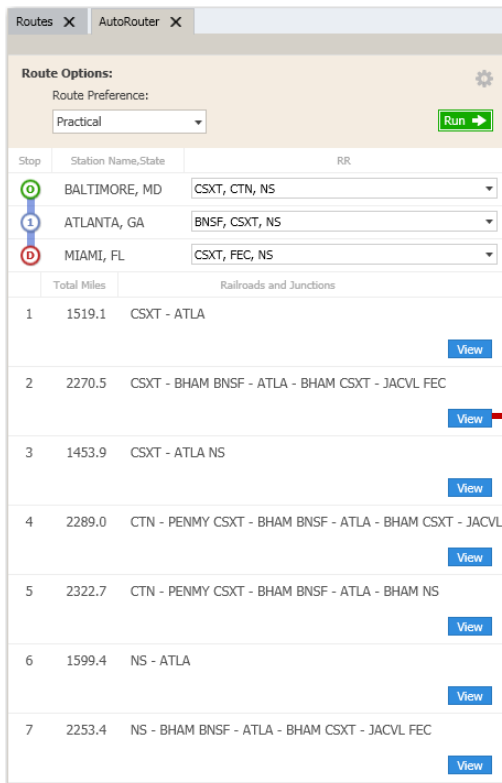 Routes X AutoRouter X
Route Options:
Route Preference:
Practical Run
Stop Station Name,State RR
O BALTIMORE, MD CSXT, CTN, NS
1 ATLANTA, GA BNSF, CSXT, NS
D MIAMI, FL CSXT, FEC, NS
Total Miles Railroads and Junctions
1 1519.1 CSXT - ATLA
View
2 2270.5 CSXT - BHAM BNSF - ATLA - BHAM CSXT - JACVL FEC
View
3 1453.9 CSXT - ATLA NS
View
4 2289.0 CTN - PENMY CSXT - BHAM BNSF - ATLA - BHAM CSXT - JACVL
View
5 2322.7 CTN - PENMY CSXT - BHAM BNSF - ATLA - BHAM NS
View
6 1599.4 NS - ATLA
View
7 2253.4 NS - BHAM BNSF - ATLA - BHAM CSXT - JACVL FEC
View